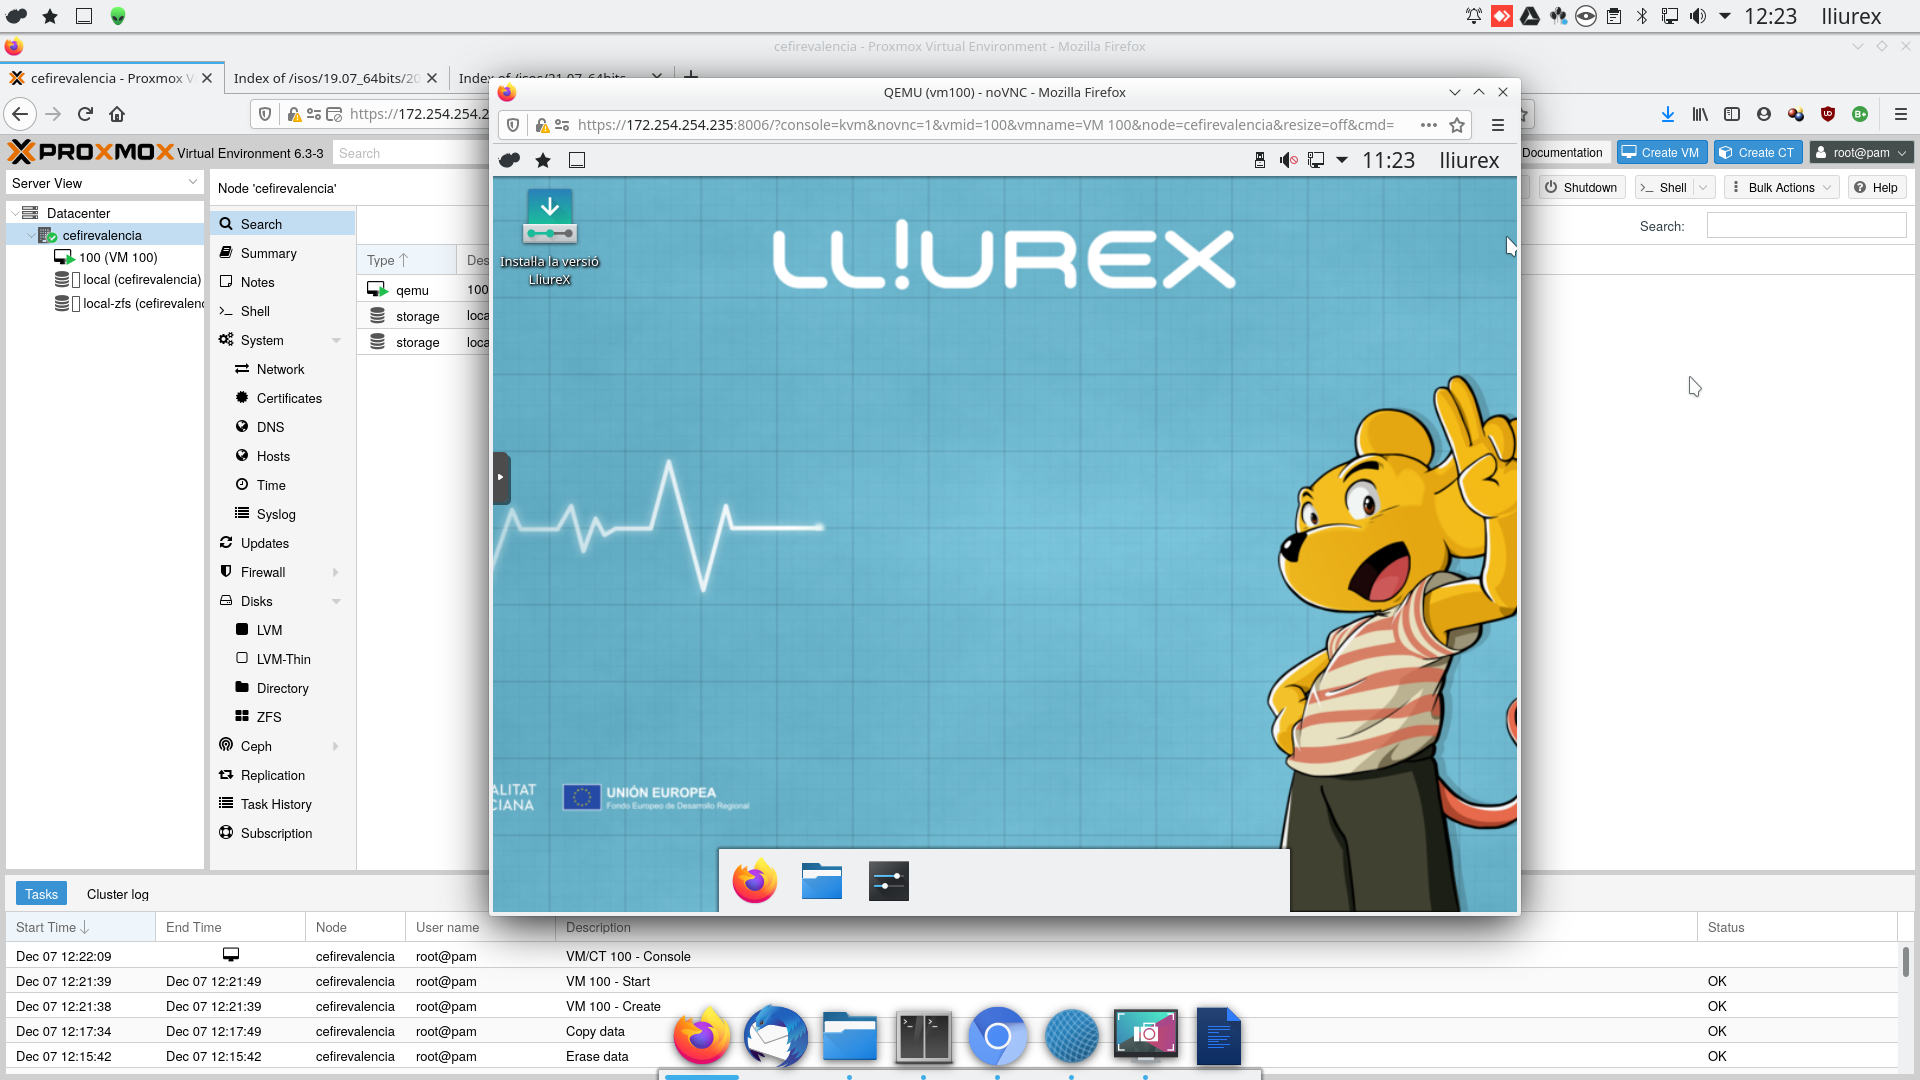 12:23 lliurex
cefirevalencia - Proxmox Virtual Environment - Mozilla Firefox
cefirevalencia - Proxmox V
Index of /isos/19.07_64bits/20
Index of /isos/21.07_64bits
https://172.254.254.2
QEMU (vm100) - noVNC - Mozilla Firefox
https://172.254.254.235:8006/?console=kvm&novnc=1&vmid=100&vmname=VM 100&node=cefirevalencia&resize=off&cmd=
11:23 lliurex
PROXMOX Virtual Environment 6.3-3
Search
Documentation
Create VM
Create CT
root@pam
Server View
Node 'cefirevalencia'
Shutdown
Shell
Bulk Actions
Help
Search:
Datacenter
cefirevalencia
100 (VM 100)
local (cefirevalencia)
local-zfs (cefirevalenc
Search
Summary
Notes
Shell
System
Network
Certificates
DNS
Hosts
Time
Syslog
Updates
Firewall
Disks
LVM
LVM-Thin
Directory
ZFS
Ceph
Replication
Task History
Subscription
Type Des
qemu 100
storage loca
storage loca
Instal·la la versió
LliureX
LL!UREX
ALITAT
CIANA
UNIÓN EUROPEA
Fondo Europeo de Desarrollo Regional
Tasks
Cluster log
Start Time End Time Node User name Description Status
Dec 07 12:22:09 cefirevalencia root@pam VM/CT 100 - Console
Dec 07 12:21:39 Dec 07 12:21:49 cefirevalencia root@pam VM 100 - Start OK
Dec 07 12:21:38 Dec 07 12:21:39 cefirevalencia root@pam VM 100 - Create OK
Dec 07 12:17:34 Dec 07 12:17:49 cefirevalencia root@pam Copy data OK
Dec 07 12:15:42 Dec 07 12:15:42 cefirevalencia root@pam Erase data OK